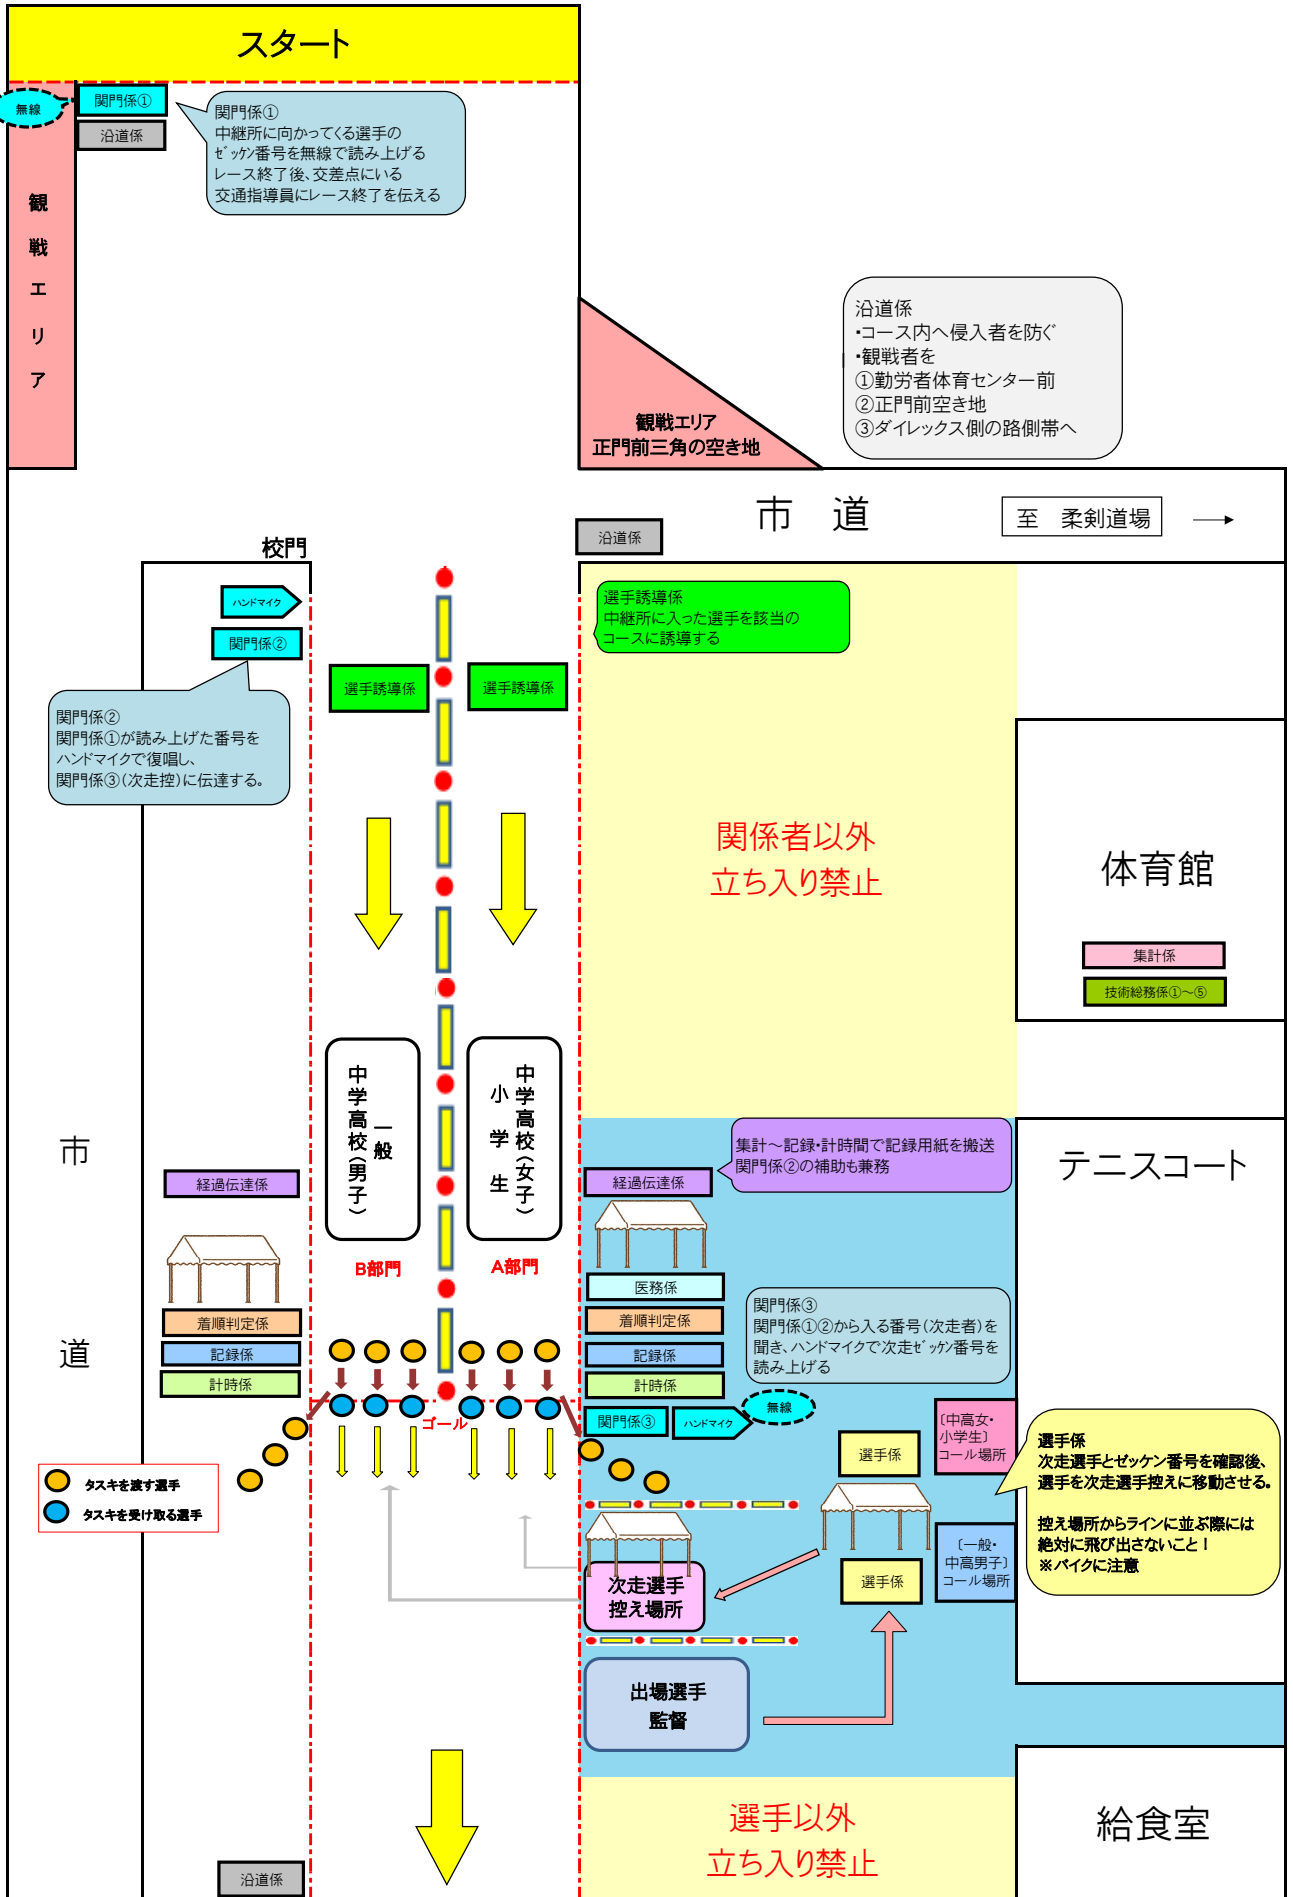 スタート
無線
関門係①
沿道係
関門係①
中継所に向かってくる選手の
ｾﾞｯｹﾝ番号を無線で読み上げる
レース終了後、交差点にいる
交通指導員にレース終了を伝える
観戦エリア
沿道係
・コース内へ侵入者を防ぐ
・観戦者を
①勤労者体育センター前
②正門前空き地
③ダイレックス側の路側帯へ
観戦エリア
正門前三角の空き地
市　道
至　柔剣道場
沿道係
校門
ハンドマイク
関門係②
選手誘導係
中継所に入った選手を該当の
コースに誘導する
選手誘導係
選手誘導係
関門係②
関門係①が読み上げた番号を
ハンドマイクで復唱し、
関門係③(次走控)に伝達する。
関係者以外
立ち入り禁止
体育館
集計係
技術総務係①～⑤
一般
中学高校(男子)
中学高校(女子)
小学生
B部門
A部門
市道
経過伝達係
着順判定係
記録係
計時係
集計～記録・計時間で記録用紙を搬送
関門係②の補助も兼務
経過伝達係
テニスコート
医務係
着順判定係
記録係
計時係
関門係③
ハンドマイク
無線
関門係③
関門係①②から入る番号(次走者)を
聞き、ハンドマイクで次走ｾﾞｯｹﾝ番号を
読み上げる
ゴール
タスキを渡す選手
タスキを受け取る選手
選手係
〔中高女・
小学生〕
コール場所
選手係
次走選手とゼッケン番号を確認後、
選手を次走選手控えに移動させる。
控え場所からラインに並ぶ際には
絶対に飛び出さないこと！
※バイクに注意
選手係
〔一般・
中高男子〕
コール場所
次走選手
控え場所
出場選手
監督
選手以外
立ち入り禁止
給食室
沿道係